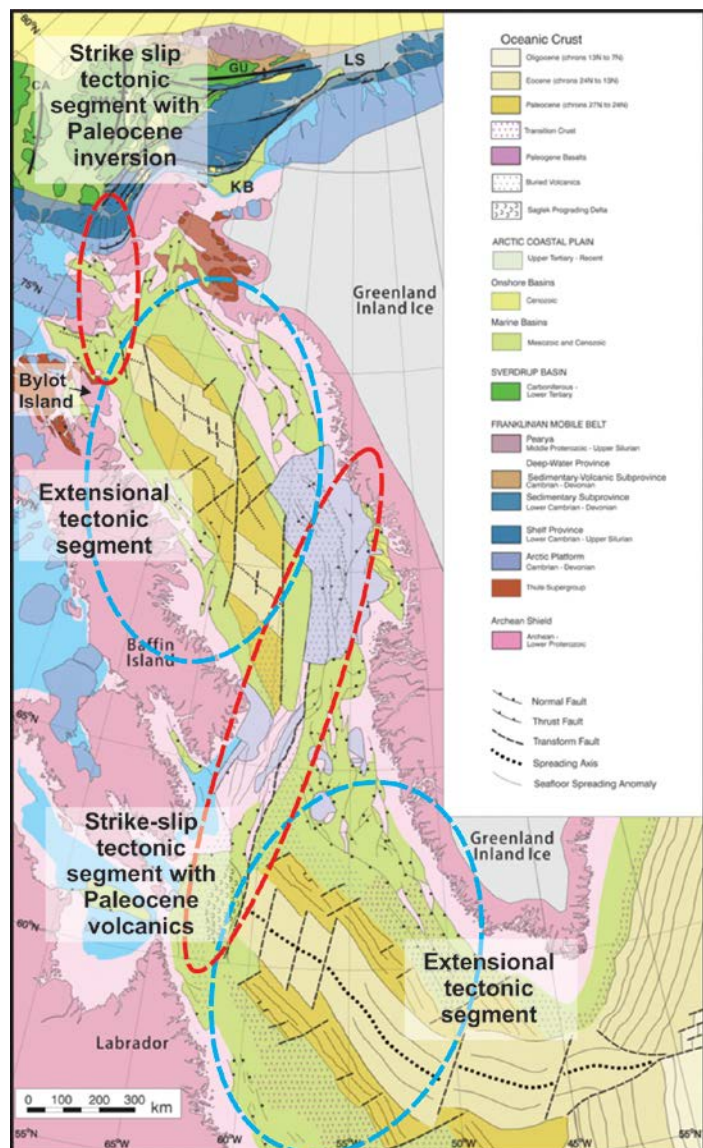 80°N
Strike slip
tectonic
segment with
Paleocene
inversion
CA
GU
LS
KB
75°N
Greenland
Inland Ice
Bylot
Island
70°N
Extensional
tectonic
segment
Baffin
Island
65°N
Strike-slip
tectonic
segment with
Paleocene
volcanics
Greenland
Inland Ice
60°N
Extensional
tectonic
segment
Labrador
0 100 200 300
km
55°N
65°W
60°W
55°W
50°W
45°W
Oceanic Crust
Oligocene (chrons 13N to 7N)
Eocene (chrons 24N to 13N)
Paleocene (chrons 27N to 24N)
Transition Crust
Paleogene Basalts
Buried Volcanics
Saglek Prograding Delta
ARCTIC COASTAL PLAIN
Upper Tertiary - Recent
Onshore Basins
Cenozoic
Marine Basins
Mesozoic and Cenozoic
SVERDRUP BASIN
Carboniferous -
Lower Tertiary
FRANKLINIAN MOBILE BELT
Pearya
Middle Proterozoic - Upper Silurian
Deep-Water Province
Sedimentary-Volcanic Subprovince
Cambrian - Devonian
Sedimentary Subprovince
Lower Cambrian - Devonian
Shelf Province
Lower Cambrian - Upper Silurian
Arctic Platform
Cambrian - Devonian
Thule Supergroup
Archean Shield
Archean -
Lower Proterozoic
Normal Fault
Thrust Fault
Transform Fault
Spreading Axis
Seafloor Spreading Anomaly